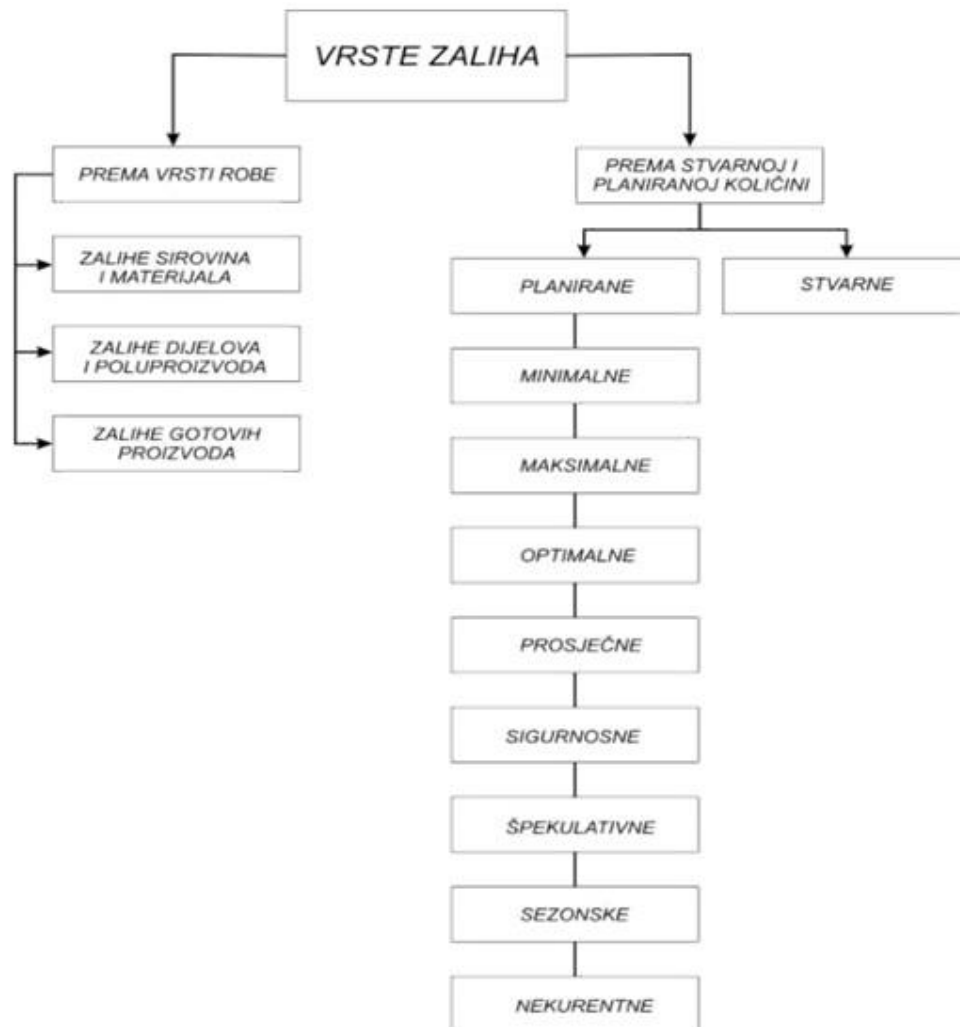 VRSTE ZALIHA
PREMA VRSTI ROBE
ZALIHE SIROVINA
I MATERIJALA
ZALIHE DIJELOVA
I POLUPROIZVODA
ZALIHE GOTOVIH
PROIZVODA
PREMA STVARNOJ I
PLANIRANOJ KOLIČINI
PLANIRANE
STVARNE
MINIMALNE
MAKSIMALNE
OPTIMALNE
PROSJEČNE
SIGURNOSNE
ŠPEKULATIVNE
SEZONSKE
NEKURENTNE